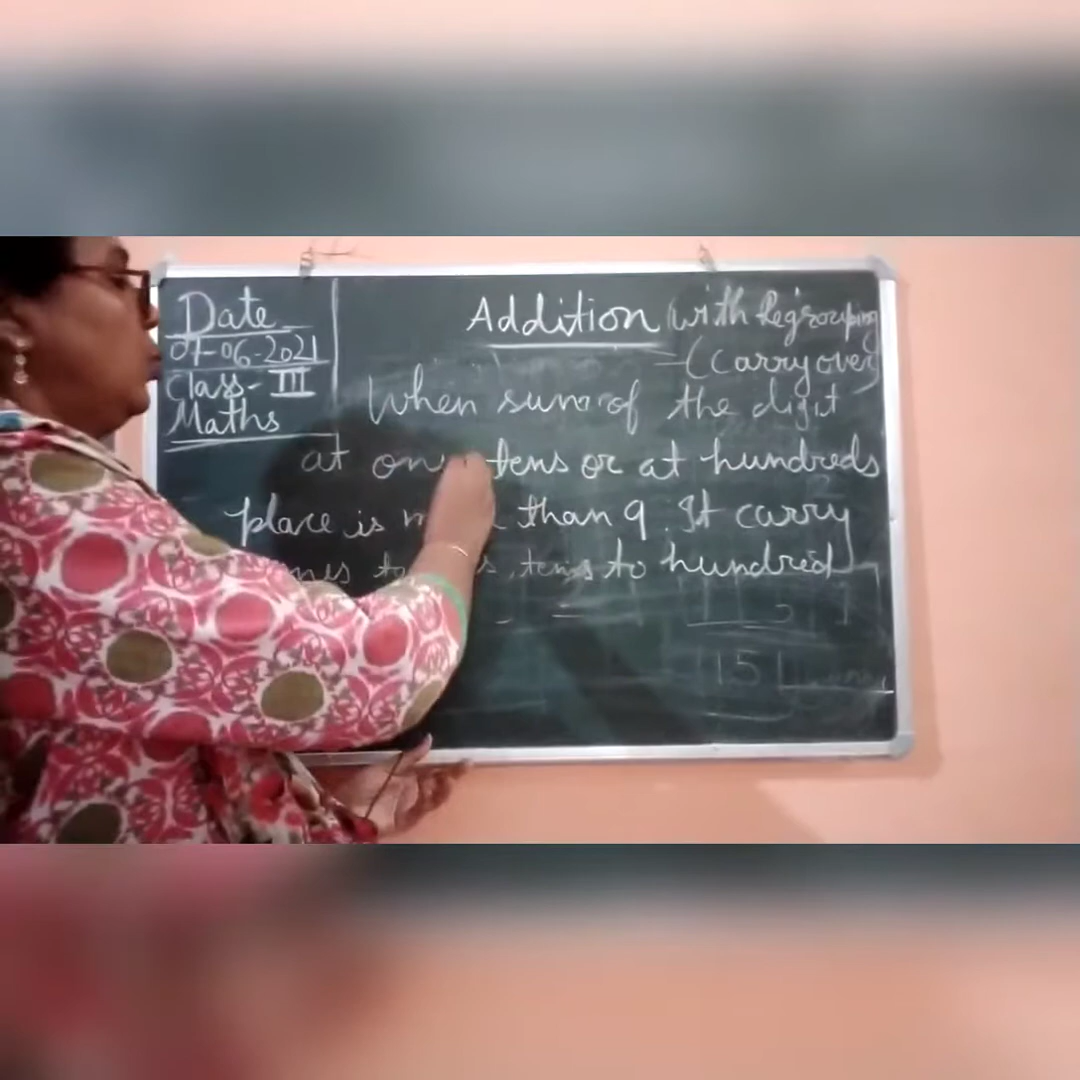 Date
07-06-2021
Class- III
Maths
Addition (with Regrouping
- (Carry over)
When sum of the digit
at tens or at hundreds
place is than 9. It carry
tens to hundred
151